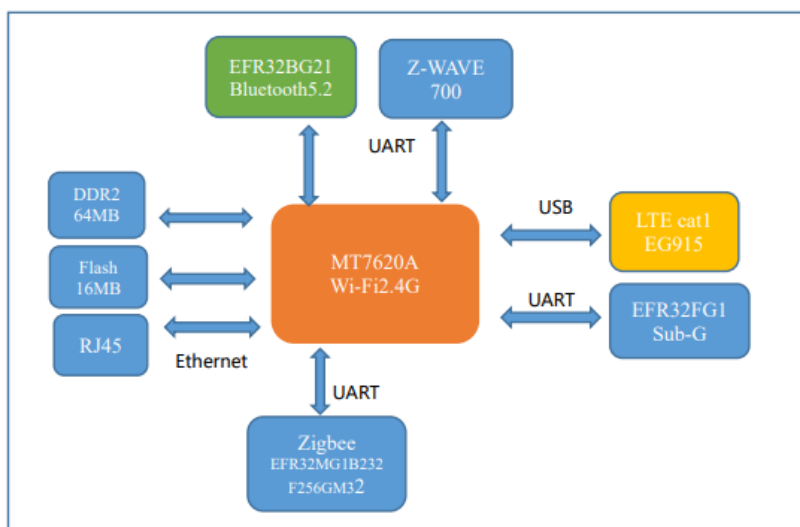 EFR32BG21
Bluetooth5.2
Z-WAVE
700
UART
DDR2
64MB
USB
LTE cat1
EG915
MT7620A
Wi-Fi2.4G
Flash
16MB
UART
EFR32FG1
Sub-G
RJ45
Ethernet
UART
Zigbee
EFR32MG1B232
F256GM32